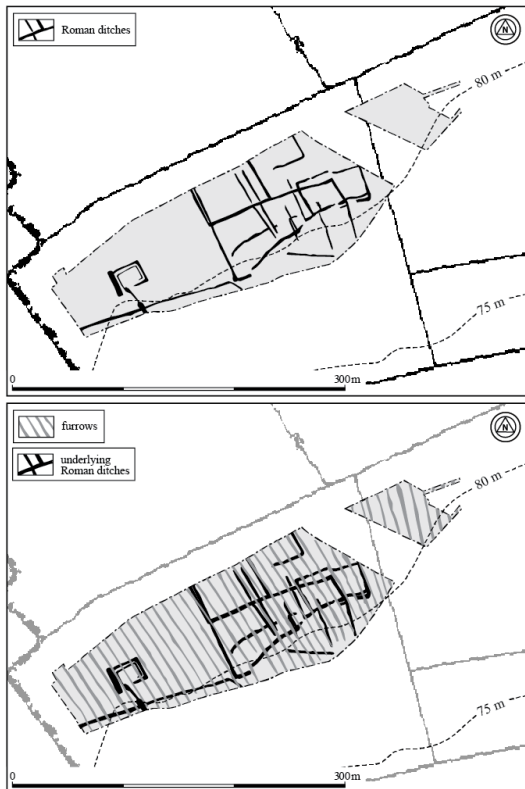 Roman ditches
N
80 m
75 m
0
300m
furrows
underlying
Roman ditches
N
80 m
75 m
0
300m